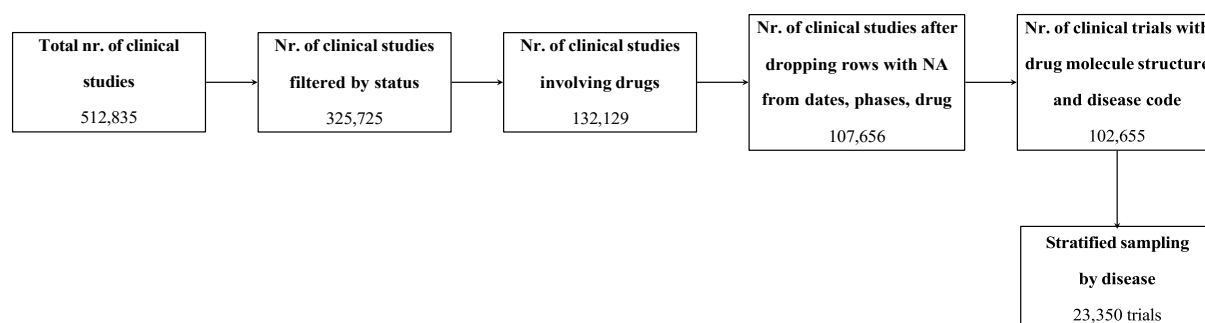 Total nr. of clinical
studies
512,835
Nr. of clinical studies
filtered by status
325,725
Nr. of clinical studies
involving drugs
132,129
Nr. of clinical studies after
dropping rows with NA
from dates, phases, drug
107,656
Nr. of clinical trials with
drug molecule structure
and disease code
102,655
Stratified sampling
by disease
23,350 trials